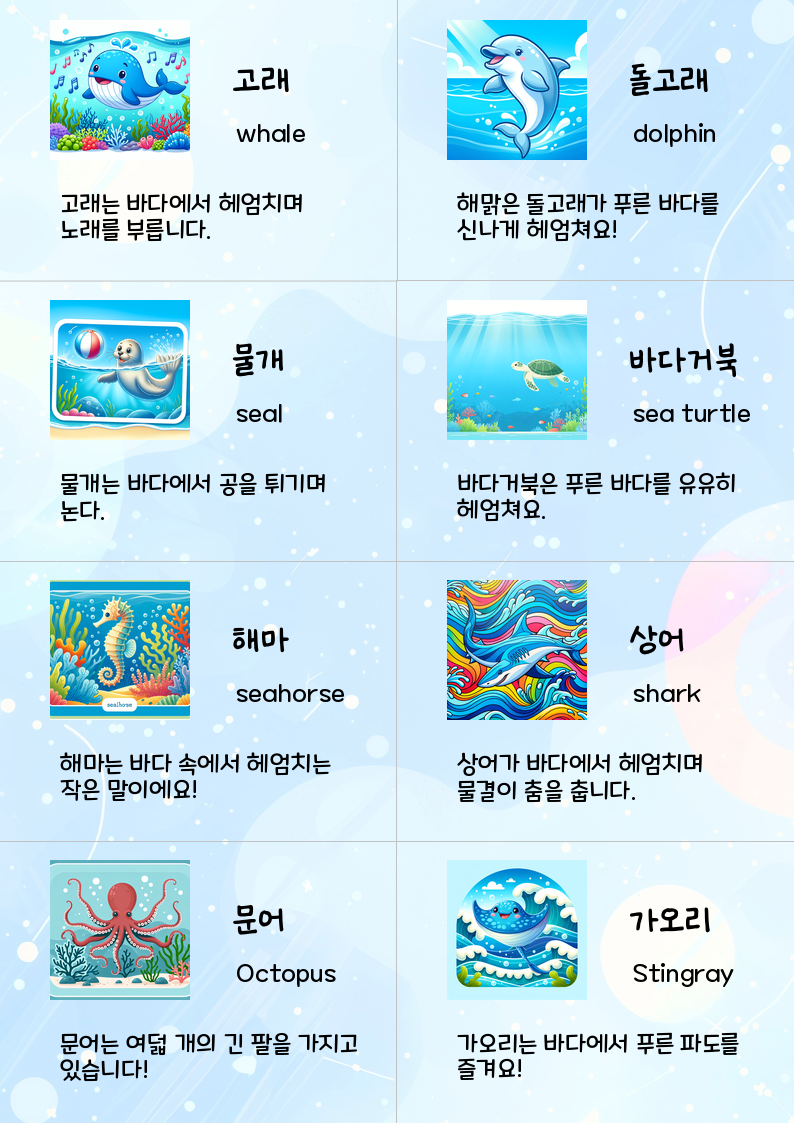 고래
whale
고래는 바다에서 헤엄치며
노래를 부릅니다.
돌고래
dolphin
해맑은 돌고래가 푸른 바다를
신나게 헤엄쳐요!
물개
seal
물개는 바다에서 공을 튀기며
논다.
바다거북
sea turtle
바다거북은 푸른 바다를 유유히
헤엄쳐요.
해마
seahorse
sealhorse
해마는 바다 속에서 헤엄치는
작은 말이에요!
상어
shark
상어가 바다에서 헤엄치며
물결이 춤을 춥니다.
문어
Octopus
문어는 여덟 개의 긴 팔을 가지고
있습니다!
가오리
Stingray
가오리는 바다에서 푸른 파도를
즐겨요!